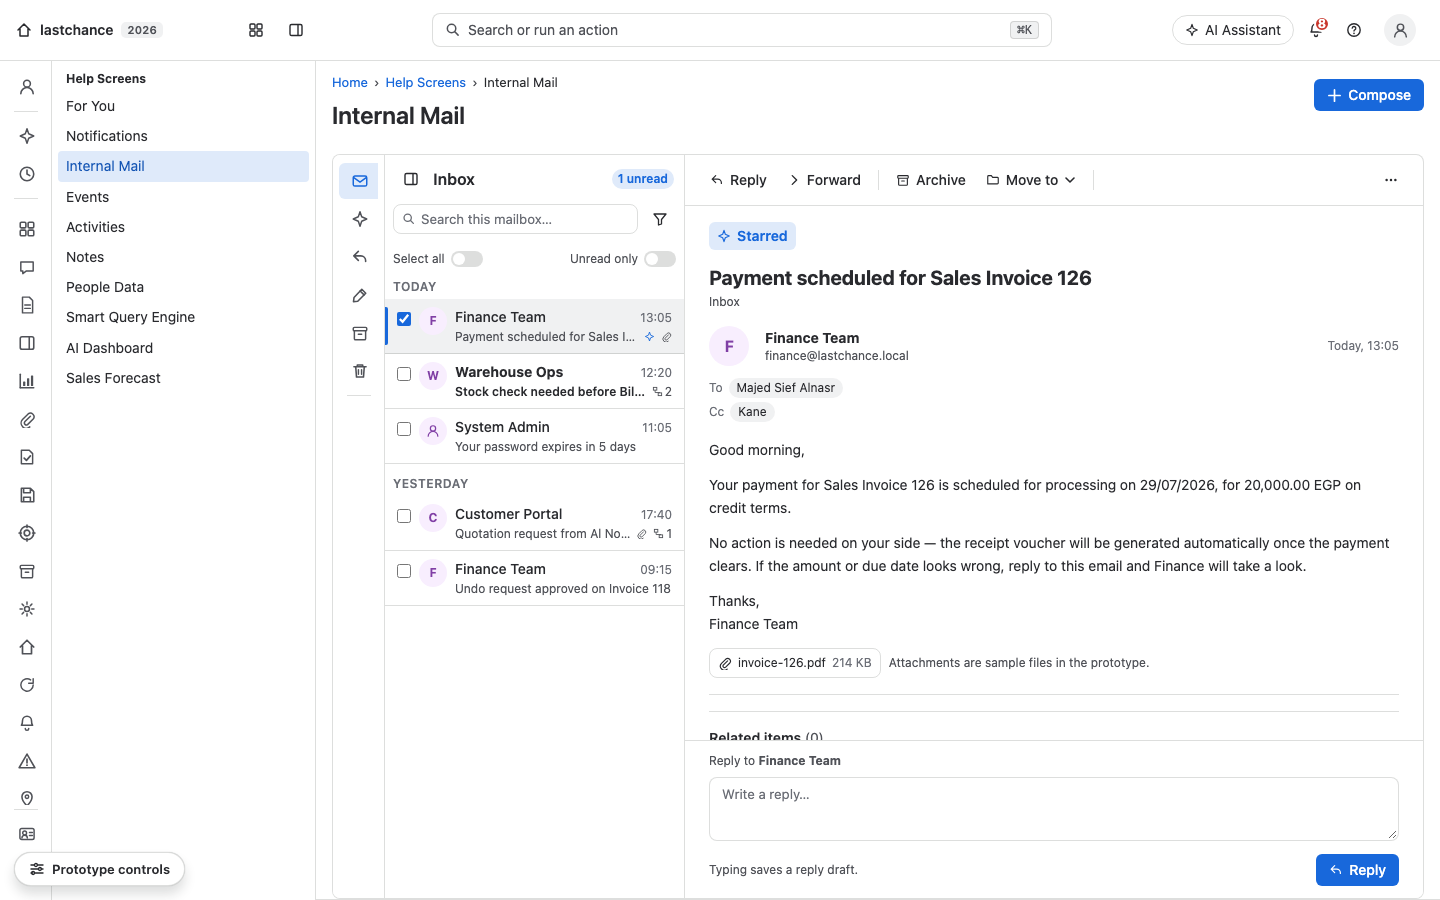 lastchance 2026
Search or run an action ⌘K
AI Assistant
8
Help Screens
For You
Notifications
Internal Mail
Events
Activities
Notes
People Data
Smart Query Engine
AI Dashboard
Sales Forecast
Prototype controls
Home › Help Screens › Internal Mail
Internal Mail
Compose
Inbox 1 unread
Search this mailbox...
Select all Unread only
TODAY
F Finance Team 13:05
Payment scheduled for Sales I...
W Warehouse Ops 12:20
Stock check needed before Bil... 2
System Admin 11:05
Your password expires in 5 days
YESTERDAY
C Customer Portal 17:40
Quotation request from Al No... 1
F Finance Team 09:15
Undo request approved on Invoice 118
Reply Forward Archive Move to
Starred
Payment scheduled for Sales Invoice 126
Inbox
F Finance Team
finance@lastchance.local
Today, 13:05
To Majed Sief Alnasr
Cc Kane
Good morning,
Your payment for Sales Invoice 126 is scheduled for processing on 29/07/2026, for 20,000.00 EGP on
credit terms.
No action is needed on your side — the receipt voucher will be generated automatically once the payment
clears. If the amount or due date looks wrong, reply to this email and Finance will take a look.
Thanks,
Finance Team
invoice-126.pdf 214 KB Attachments are sample files in the prototype.
Related items (0)
Reply to Finance Team
Write a reply...
Typing saves a reply draft.
Reply